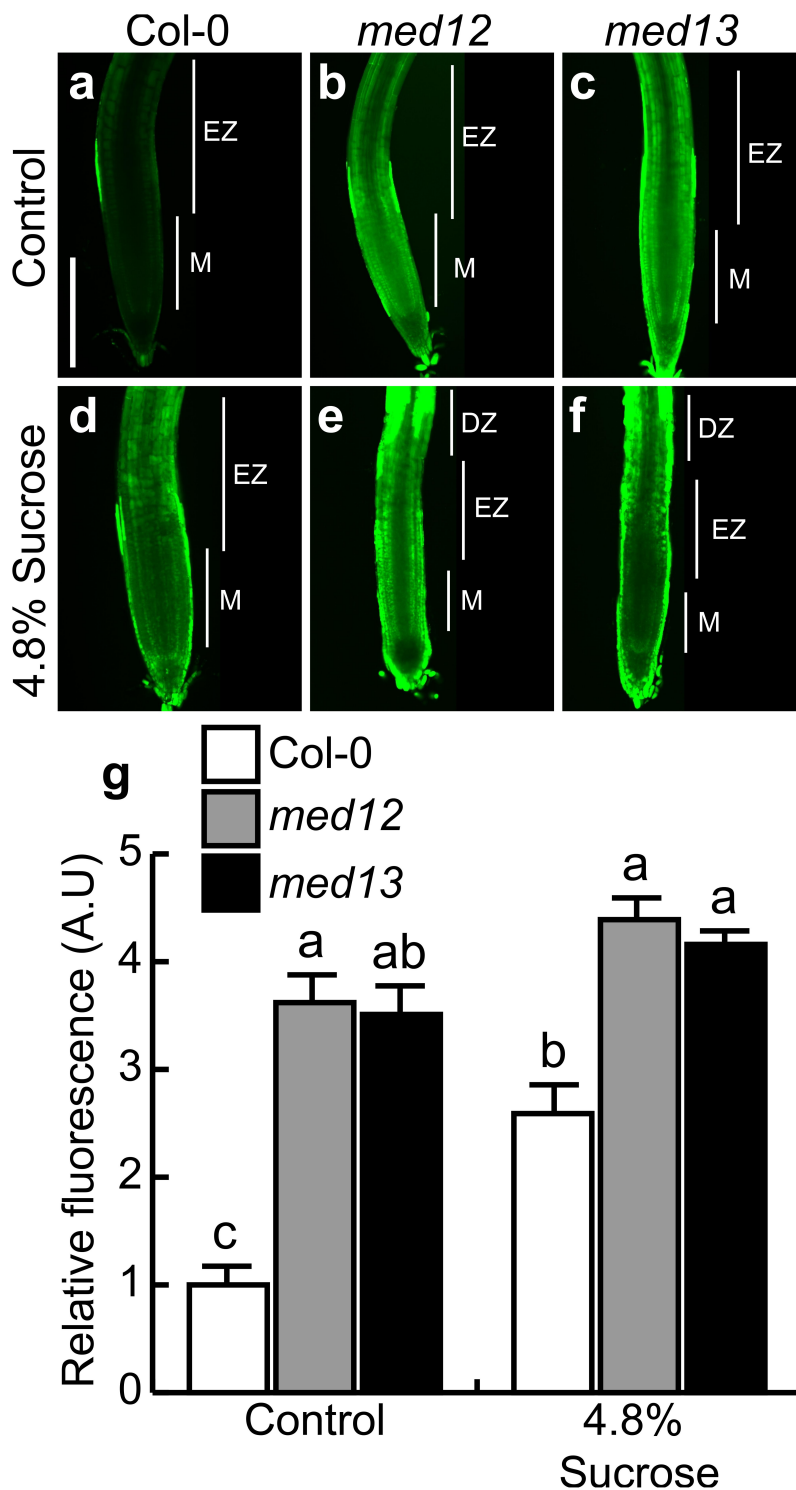 Col-0 med12 med13
Control
a
EZ
M
b
EZ
M
c
EZ
M
4.8% Sucrose
d
EZ
M
e
DZ
EZ
M
f
DZ
EZ
M
g
Col-0
med12
med13
Relative fluorescence (A.U)
5
4
3
2
1
0
c
a
ab
b
a
a
Control
4.8%
Sucrose